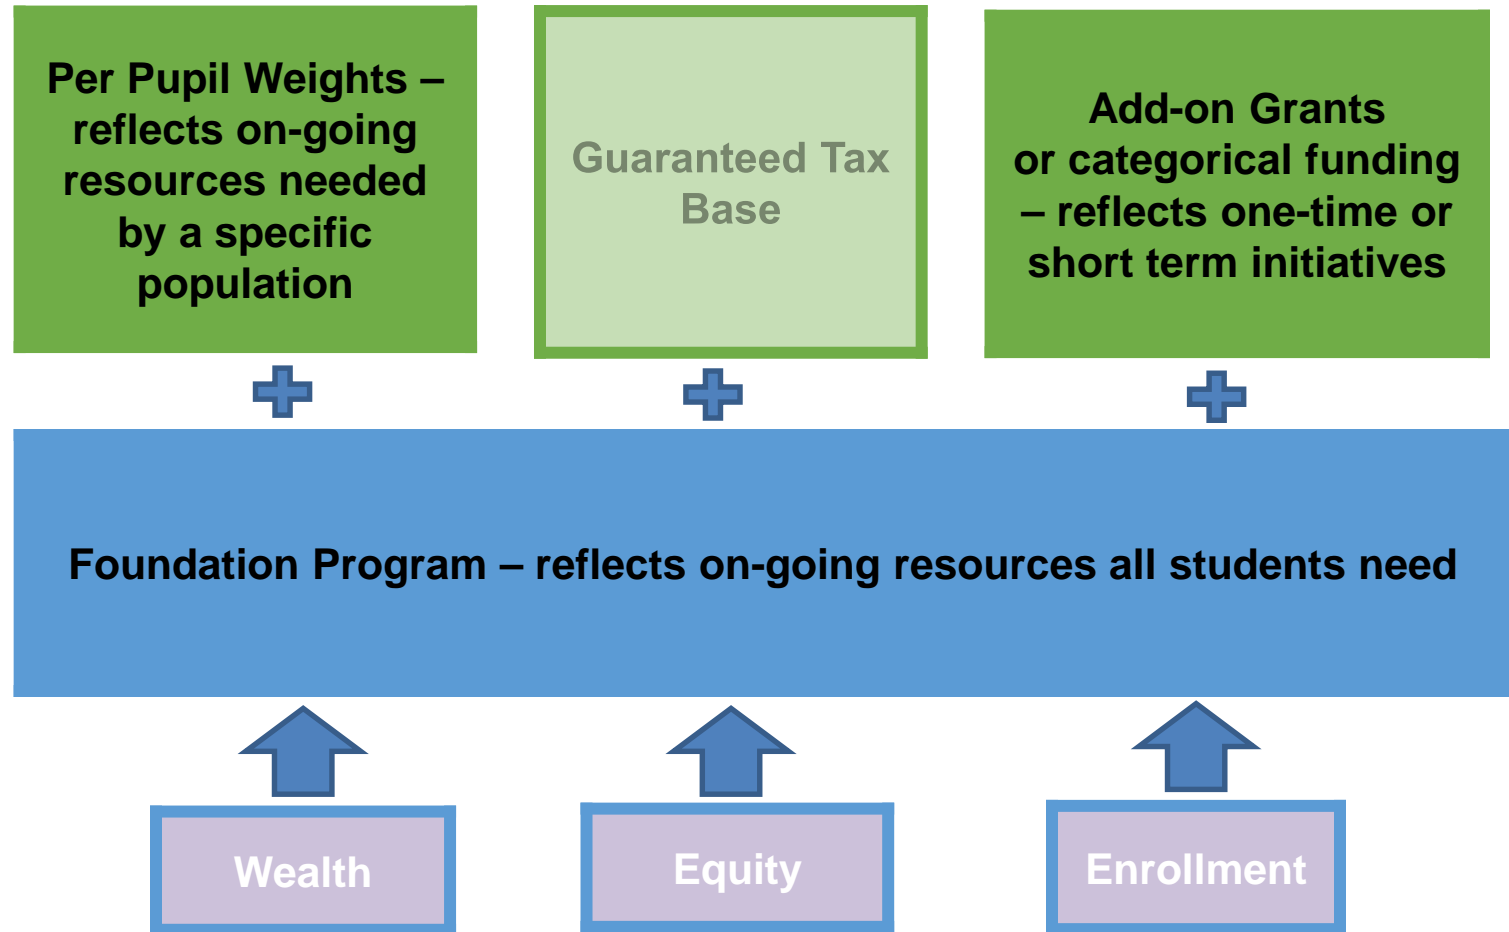 Per Pupil Weights –
reflects on-going
resources needed
by a specific
population
Guaranteed Tax
Base
Add-on Grants
or categorical funding
– reflects one-time or
short term initiatives
Foundation Program – reflects on-going resources all students need
Wealth
Equity
Enrollment